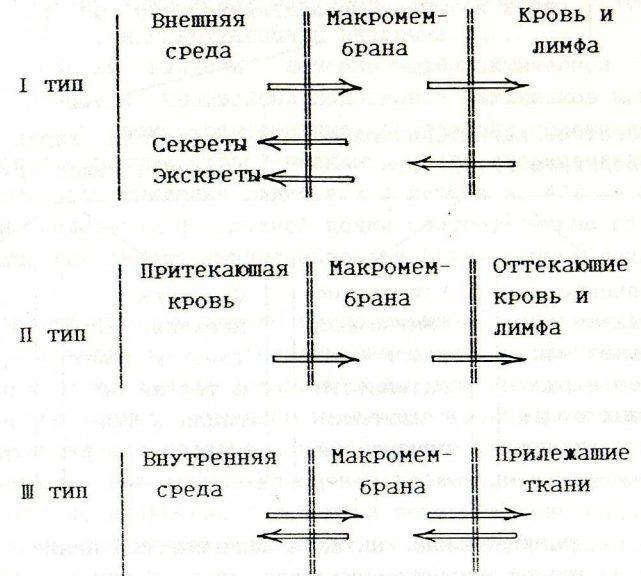 Внешняя Макромем- Кровь и
среда брана лимфа
I тип
Секреты
Экскреты
Притекающая Макромем- Оттекающие
кровь брана кровь и
II тип лимфа
Внутренняя Макромем- Прилежащие
III тип среда брана ткани